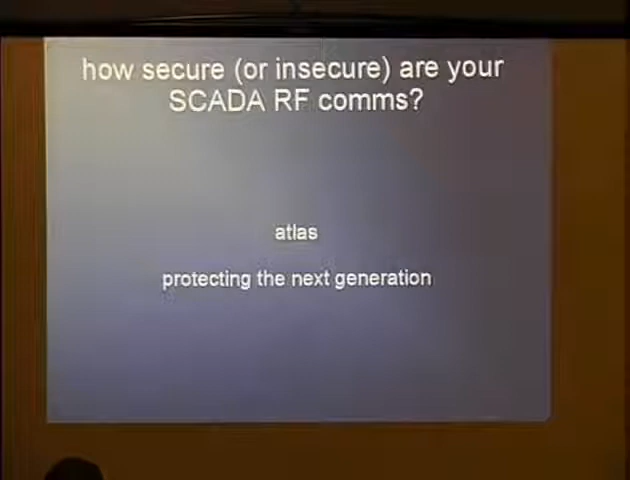 how secure (or insecure) are your
SCADA RF comms?
atlas
protecting the next generation